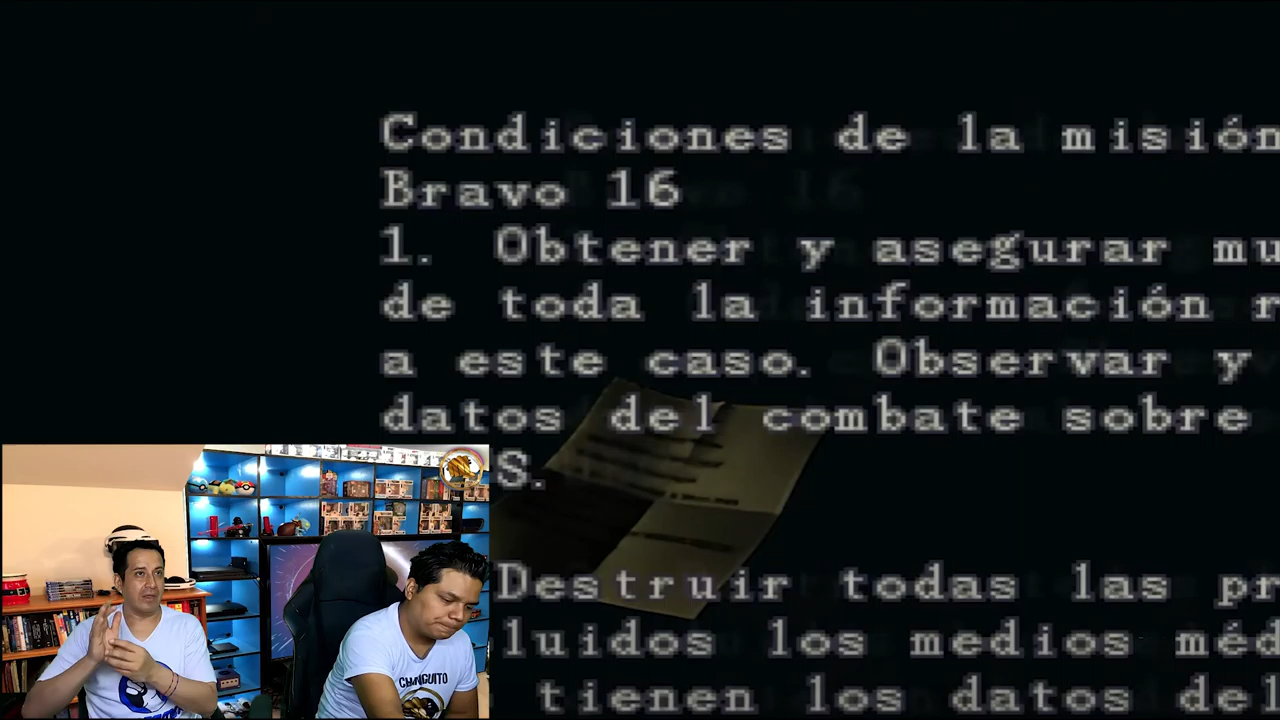 Condiciones de la misión
Bravo 16
1. Obtener y asegurar mu
de toda la información r
a este caso. Observar y
datos del combate sobre
S.
Destruir todas las pr
luidos los medios méd
tienen los datos del
CHANGUITO